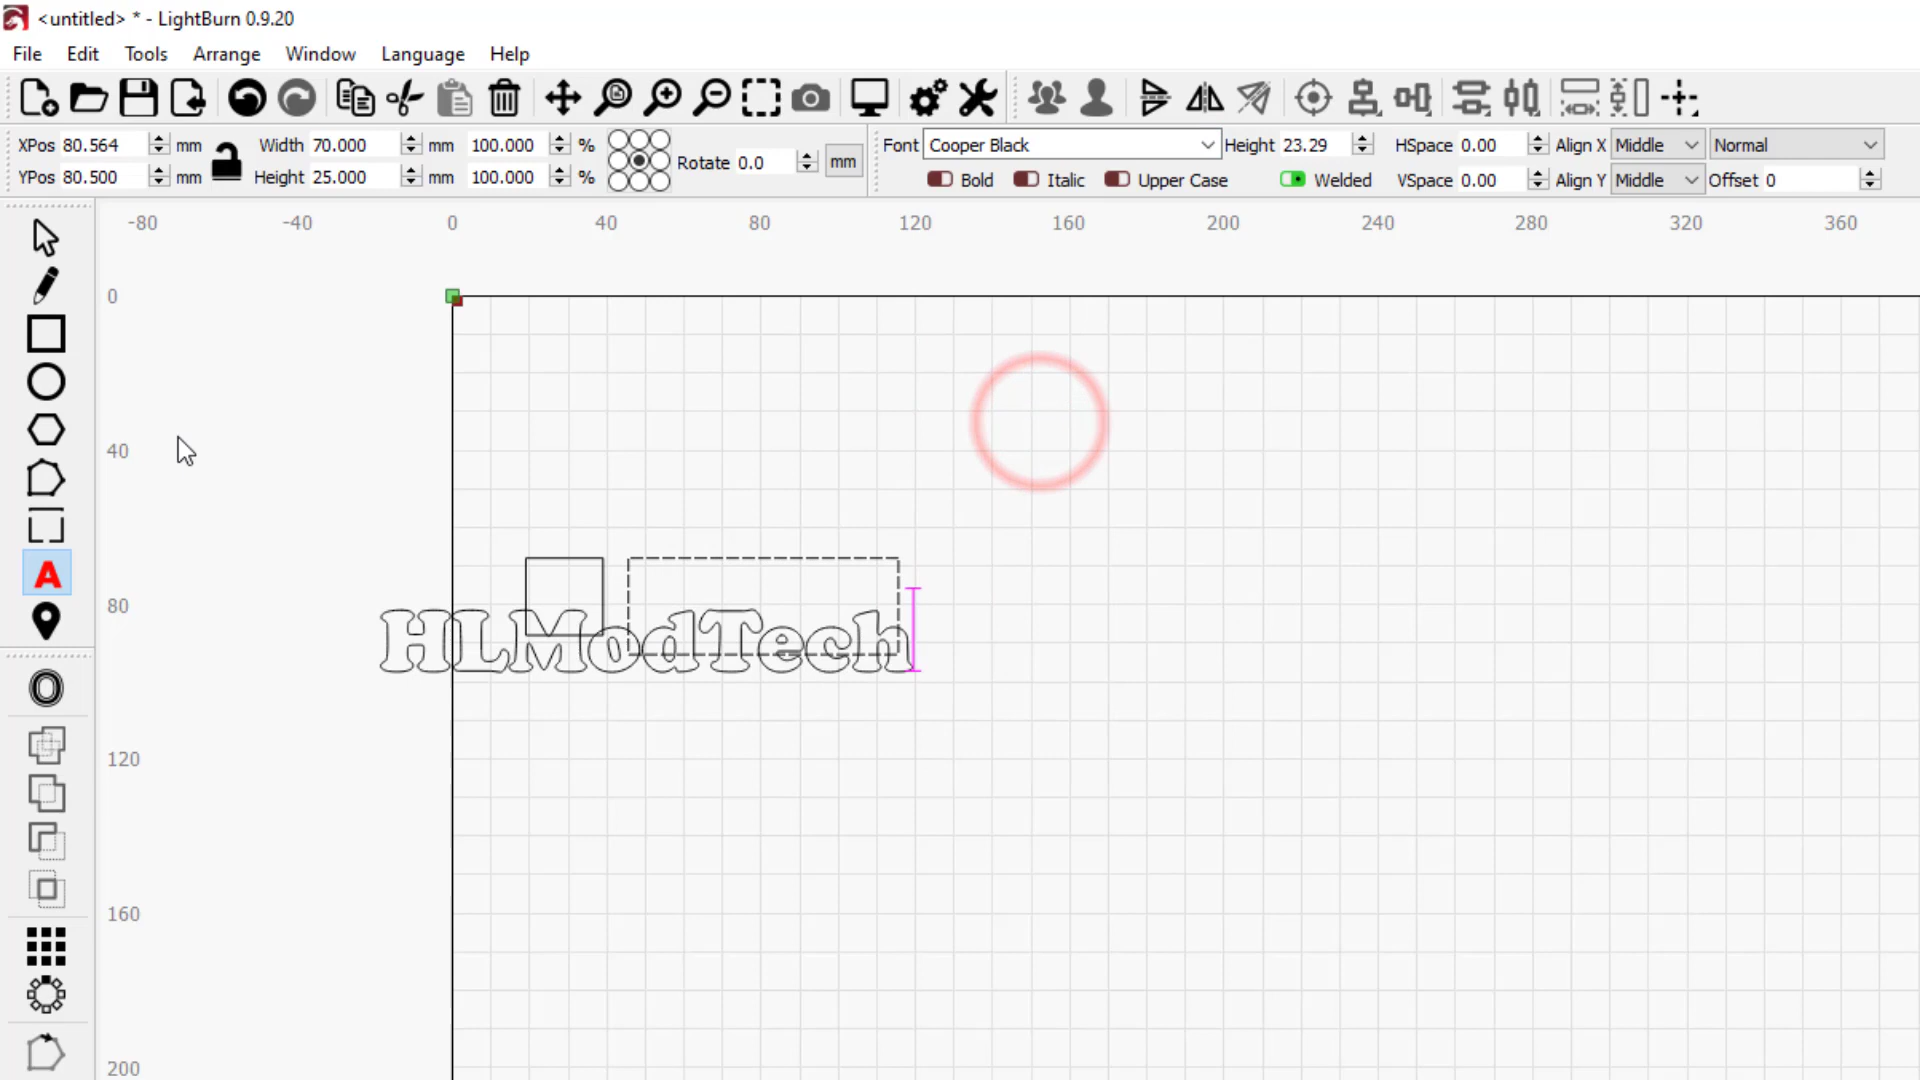 <untitled> * - LightBurn 0.9.20
File Edit Tools Arrange Window Language Help
XPos 80.564 mm Width 70.000 mm 100.000 % Rotate 0.0 mm Font Cooper Black Height 23.29 HSpace 0.00 Align X Middle Normal
YPos 80.500 mm Height 25.000 mm 100.000 % Bold Italic Upper Case Welded VSpace 0.00 Align Y Middle Offset 0
-80 -40 0 40 80 120 160 200 240 280 320 360
0
40
80
120
160
200
A
HLModTech